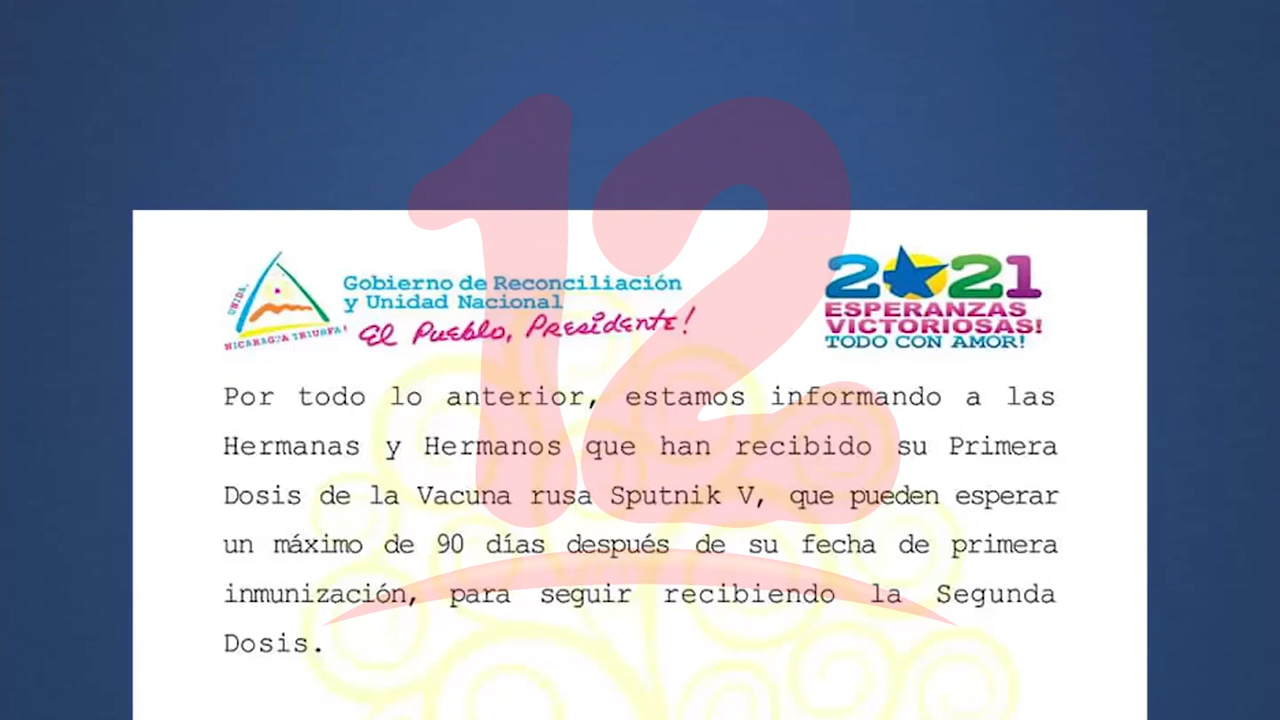 12
UNIDA,
NICARAGUA TRIUNFA!
Gobierno de Reconciliación
y Unidad Nacional
El Pueblo, Presidente!
2021
ESPERANZAS
VICTORIOSAS!
TODO CON AMOR!
Por todo lo anterior, estamos informando a las
Hermanas y Hermanos que han recibido su Primera
Dosis de la Vacuna rusa Sputnik V, que pueden esperar
un máximo de 90 días después de su fecha de primera
inmunización, para seguir recibiendo la Segunda
Dosis.